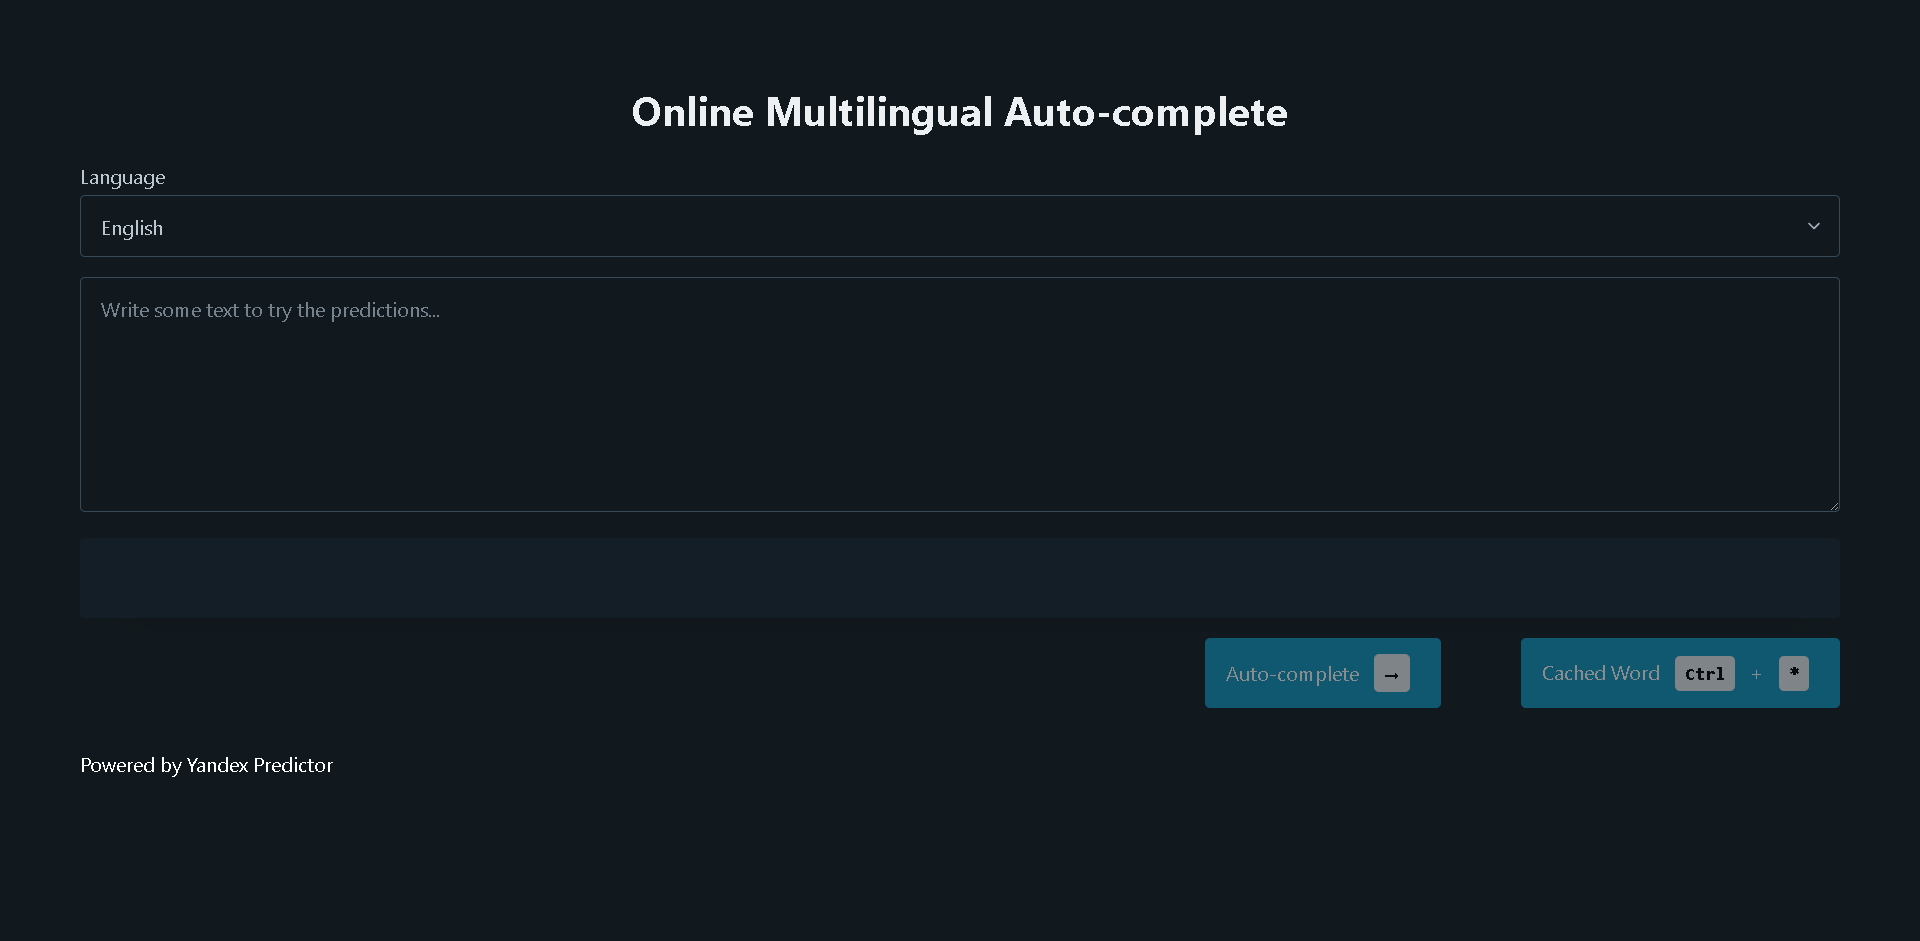 Online Multilingual Auto-complete
Language
English
Write some text to try the predictions...
Auto-complete →
Cached Word Ctrl + *
Powered by Yandex Predictor